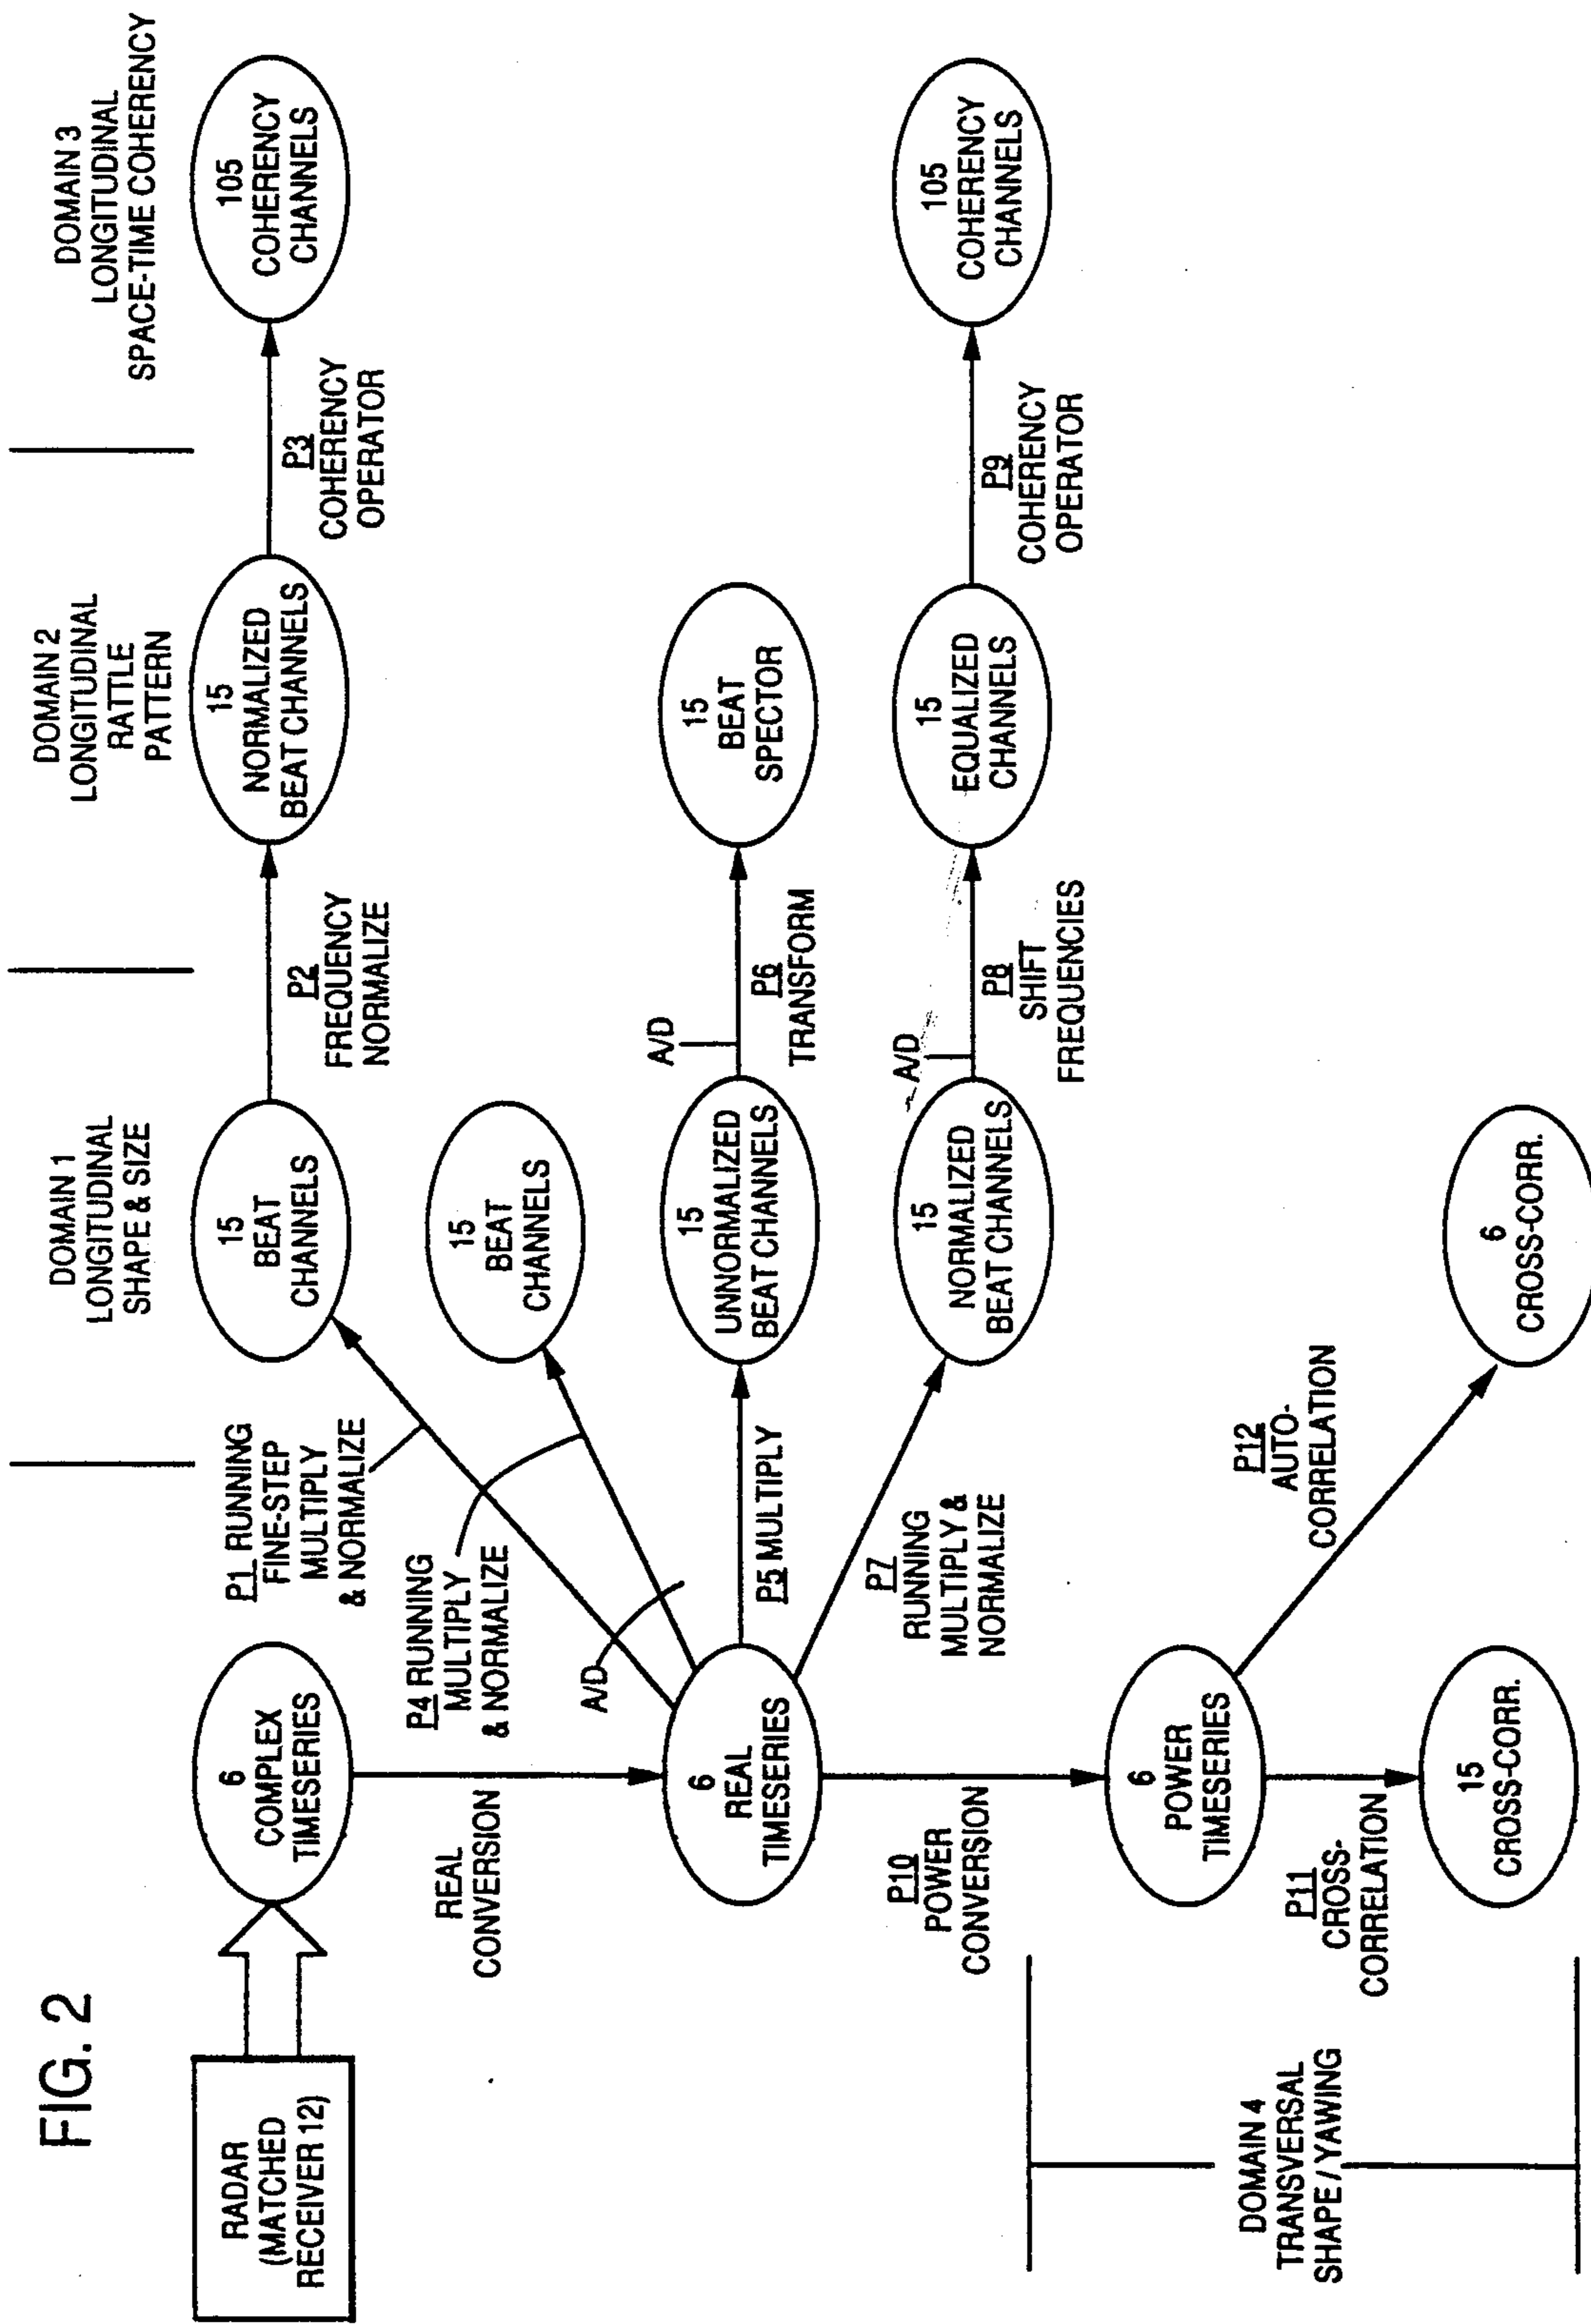 FIG. 2
RADAR
(MATCHED
RECEIVER 12)
6
COMPLEX
TIMESERIES
REAL
CONVERSION
6
REAL
TIMESERIES
P10
POWER
CONVERSION
6
POWER
TIMESERIES
P11
CROSS-
CORRELATION
15
CROSS-CORR.
P12
AUTO-
CORRELATION
6
CROSS-CORR.
DOMAIN 4
TRANSVERSAL
SHAPE / YAWING
P1 RUNNING
FINE-STEP
MULTIPLY
& NORMALIZE
P4 RUNNING
MULTIPLY
& NORMALIZE
A/D
P5 MULTIPLY
P7
RUNNING
MULTIPLY &
NORMALIZE
DOMAIN 1
LONGITUDINAL
SHAPE & SIZE
15
BEAT
CHANNELS
15
BEAT
CHANNELS
15
UNNORMALIZED
BEAT CHANNELS
15
NORMALIZED
BEAT CHANNELS
P2
FREQUENCY
NORMALIZE
A/D
P6
TRANSFORM
A/D
P8
SHIFT
FREQUENCIES
DOMAIN 2
LONGITUDINAL
RATTLE
PATTERN
15
NORMALIZED
BEAT CHANNELS
15
BEAT
SPECTOR
15
EQUALIZED
CHANNELS
P3
COHERENCY
OPERATOR
P9
COHERENCY
OPERATOR
DOMAIN 3
LONGITUDINAL
SPACE-TIME COHERENCY
105
COHERENCY
CHANNELS
105
COHERENCY
CHANNELS